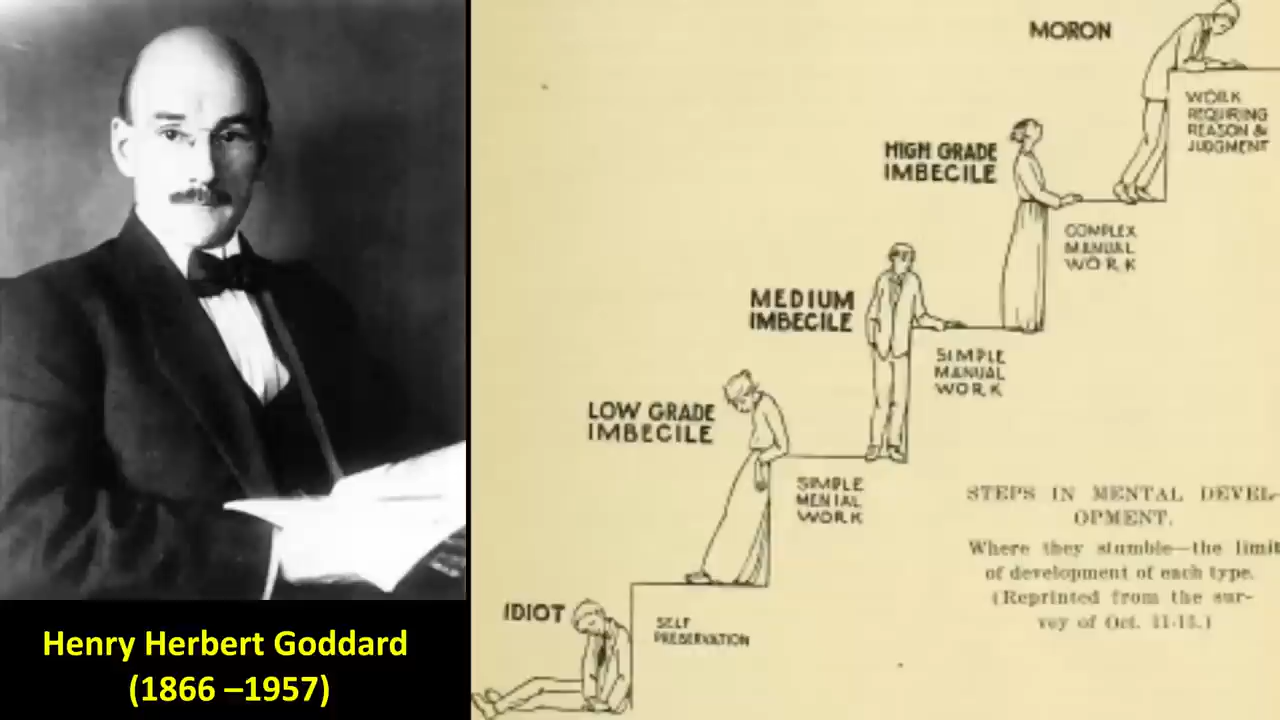 Henry Herbert Goddard
(1866 –1957)
MORON
WORK
REQUIRING
REASON &
JUDGMENT
HIGH GRADE
IMBECILE
COMPLEX
MANUAL
WORK
MEDIUM
IMBECILE
SIMPLE
MANUAL
WORK
LOW GRADE
IMBECILE
SIMPLE
MENTAL
WORK
IDIOT
SELF
PRESERVATION
STEPS IN MENTAL DEVEL-
OPMENT.
Where they stumble—the limit
of development of each type.
(Reprinted from the sur-
vey of Oct. 11-13.)